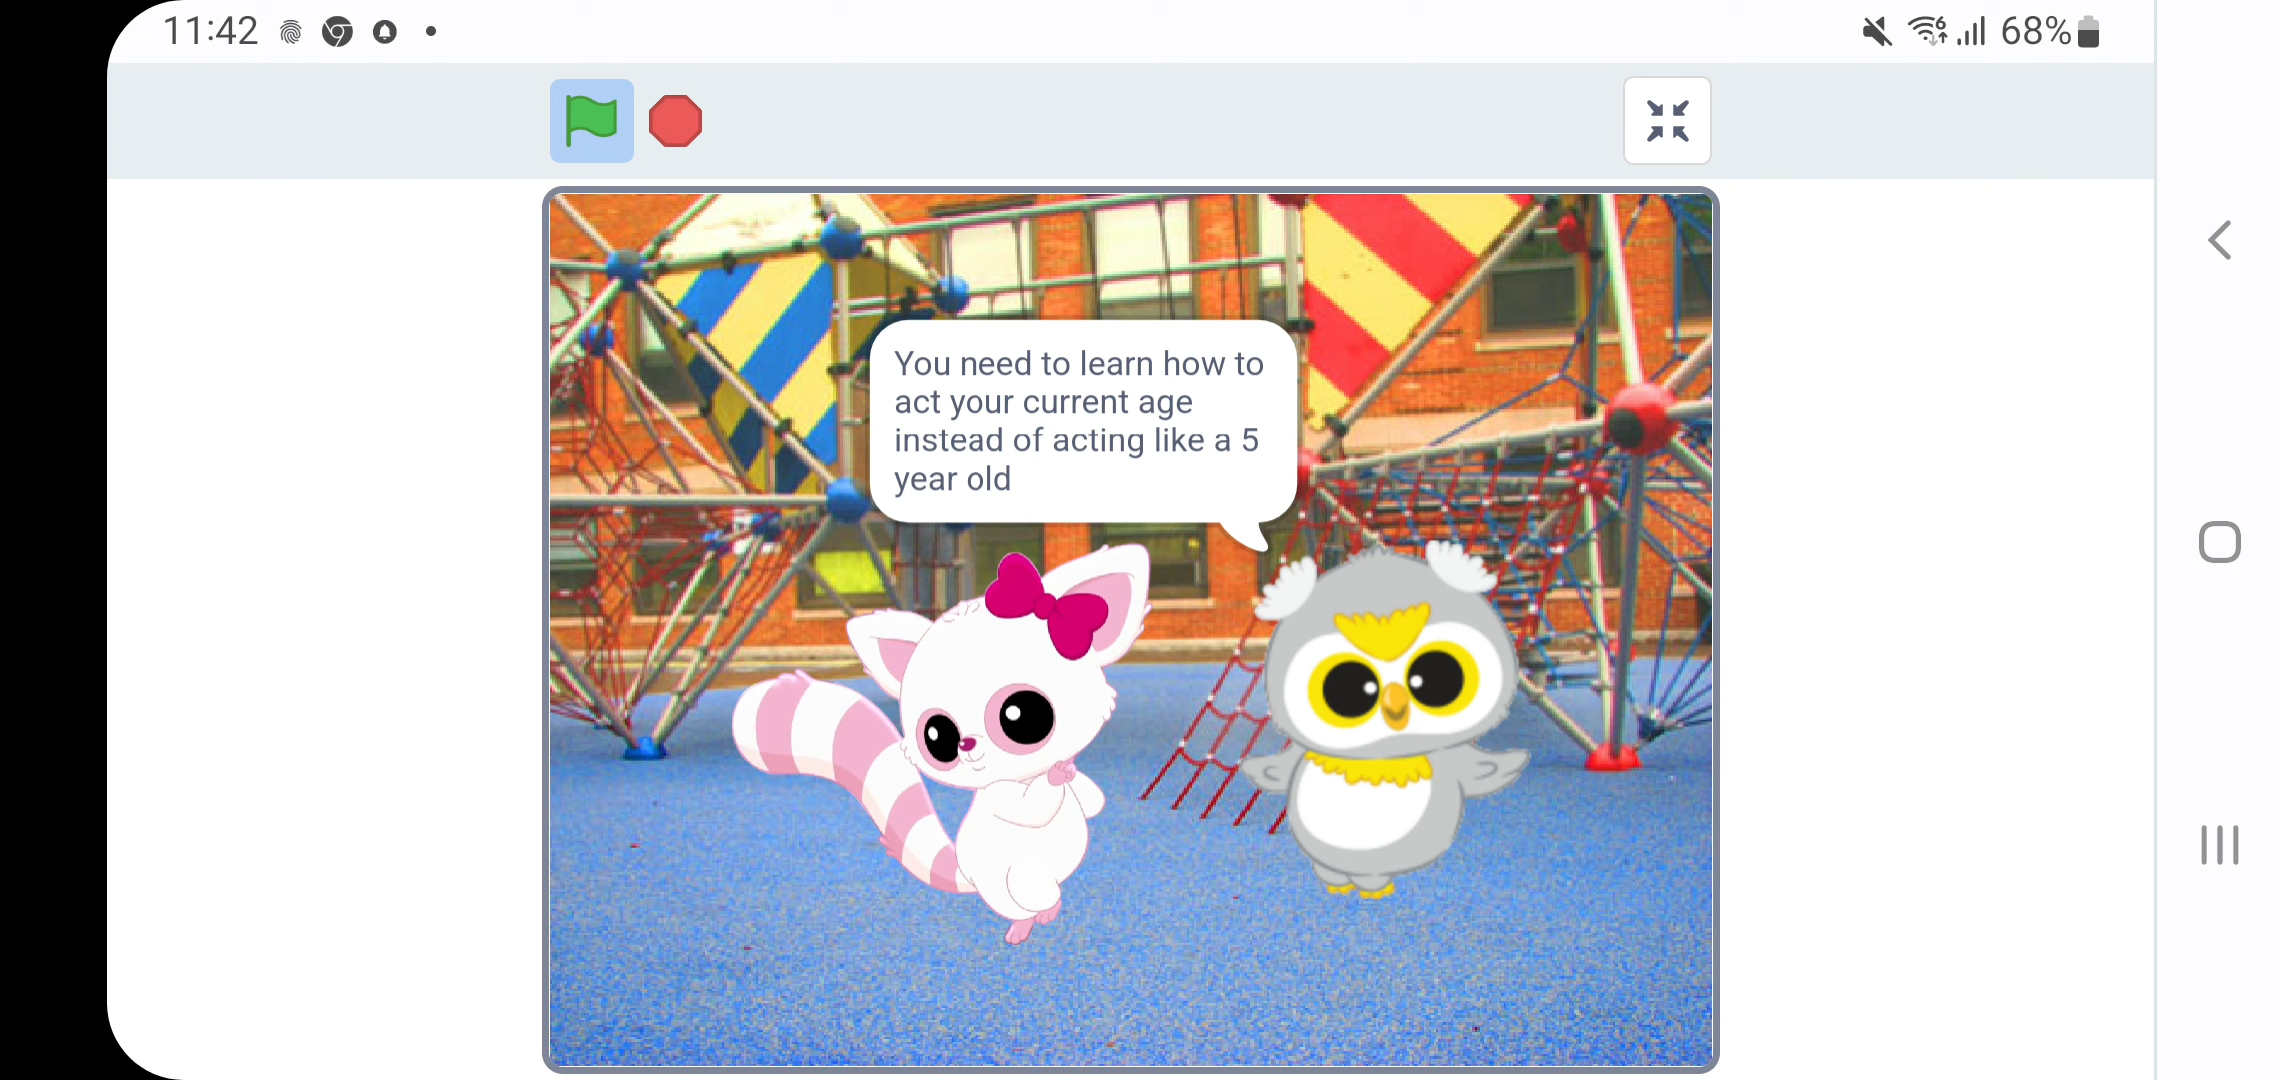 11:42
68%
You need to learn how to
act your current age
instead of acting like a 5
year old